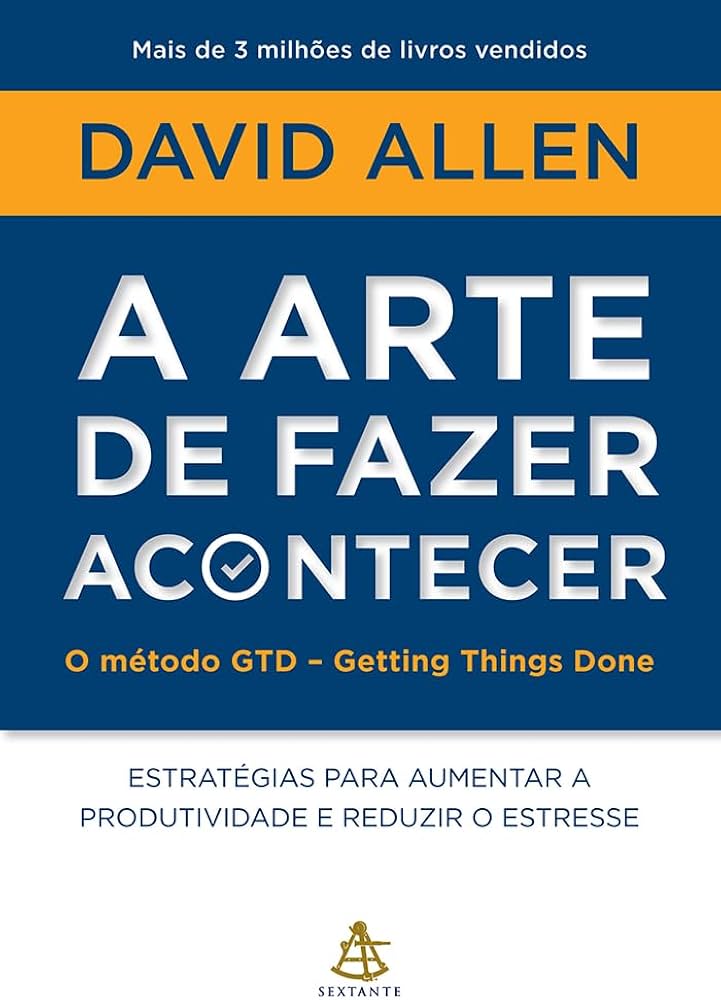 Mais de 3 milhões de livros vendidos
DAVID ALLEN
A ARTE
DE FAZER
ACONTECER
O método GTD – Getting Things Done
ESTRATÉGIAS PARA AUMENTAR A
PRODUTIVIDADE E REDUZIR O ESTRESSE
SEXTANTE